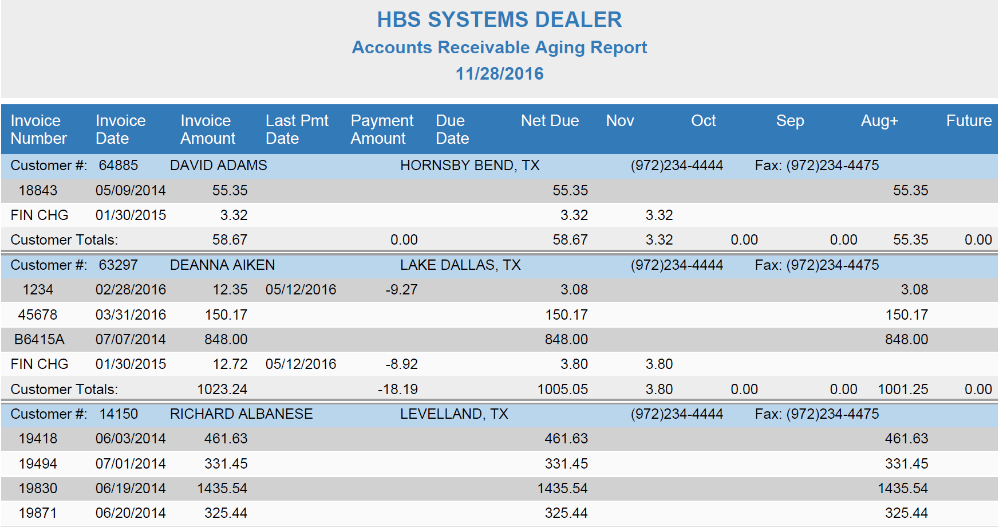 HBS SYSTEMS DEALER
Accounts Receivable Aging Report
11/28/2016
Invoice Number Invoice Date Invoice Amount Last Pmt Date Payment Amount Due Date Net Due Nov Oct Sep Aug+ Future
Customer #: 64885 DAVID ADAMS HORNSBY BEND, TX (972)234-4444 Fax: (972)234-4475
18843 05/09/2014 55.35 55.35 55.35
FIN CHG 01/30/2015 3.32 3.32 3.32
Customer Totals: 58.67 0.00 58.67 3.32 0.00 0.00 55.35 0.00
Customer #: 63297 DEANNA AIKEN LAKE DALLAS, TX (972)234-4444 Fax: (972)234-4475
1234 02/28/2016 12.35 05/12/2016 -9.27 3.08 3.08
45678 03/31/2016 150.17 150.17 150.17
B6415A 07/07/2014 848.00 848.00 848.00
FIN CHG 01/30/2015 12.72 05/12/2016 -8.92 3.80 3.80
Customer Totals: 1023.24 -18.19 1005.05 3.80 0.00 0.00 1001.25 0.00
Customer #: 14150 RICHARD ALBANESE LEVELLAND, TX (972)234-4444 Fax: (972)234-4475
19418 06/03/2014 461.63 461.63 461.63
19494 07/01/2014 331.45 331.45 331.45
19830 06/19/2014 1435.54 1435.54 1435.54
19871 06/20/2014 325.44 325.44 325.44